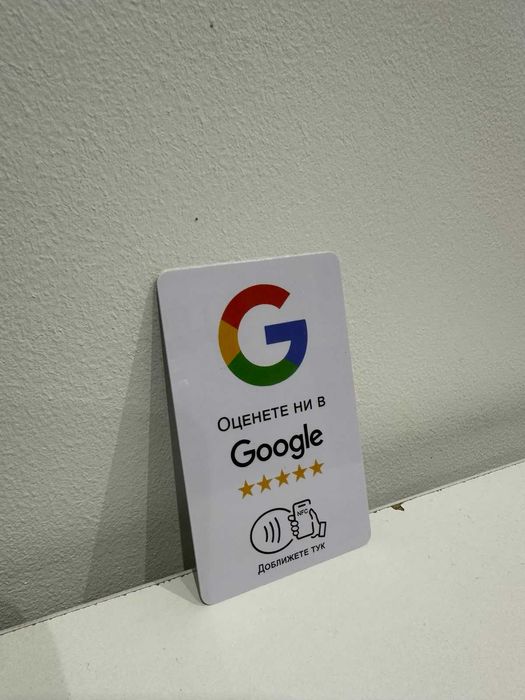 G
Оценете ни в
Google
NFC
Доближете тук